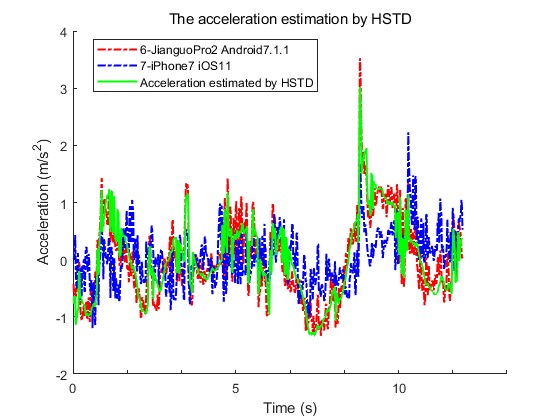 The acceleration estimation by HSTD
4
6-JianguoPro2 Android7.1.1
7-iPhone7 iOS11
Acceleration estimated by HSTD
3
2
1
0
-1
-2
Acceleration (m/s²)
0
5
10
Time (s)